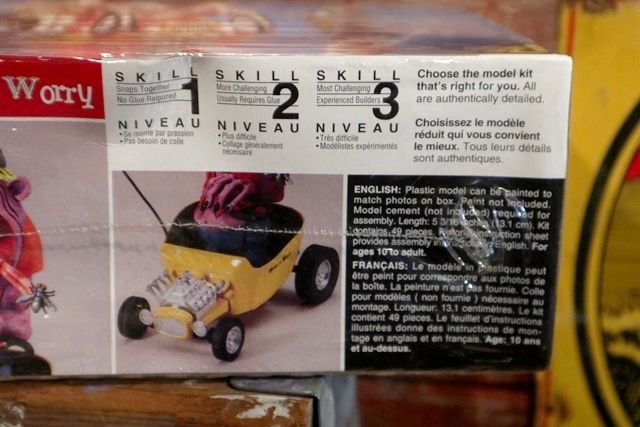 Worry
SKILL
Snaps Together
No Glue Required
1
NIVEAU
•Se monte par pression
•Pas besoin de colle
SKILL
More Challenging
Usually Requires Glue
2
NIVEAU
•Plus difficile
•Collage généralement
nécessaire
SKILL
Most Challenging
Experienced Builders
3
NIVEAU
•Très difficile
•Modélistes expérimentés
Choose the model kit
that's right for you. All
are authentically detailed.
Choisissez le modèle
réduit qui vous convient
le mieux. Tous leurs détails
sont authentiques.
ENGLISH: Plastic model can be painted to
match photos on box. Paint not included.
Model cement (not included) required for
assembly. Length: 5 3/16 (13.1 cm). Kit
contains 49 pieces. instruction sheet
provides assembly English. For
ages 10 to adult.
FRANÇAIS: Le modèle in plastique peut
être peint pour correspondre aux photos de
la boîte. La peinture n'est pas fournie. Colle
pour modèles ( non fournie ) nécessaire au
montage. Longueur: 13.1 centimètres. Le kit
contient 49 pièces. Le feuillet d'instructions
illustrées donne des instructions de mon-
tage en anglais et en français. Age: 10 ans
et au-dessus.